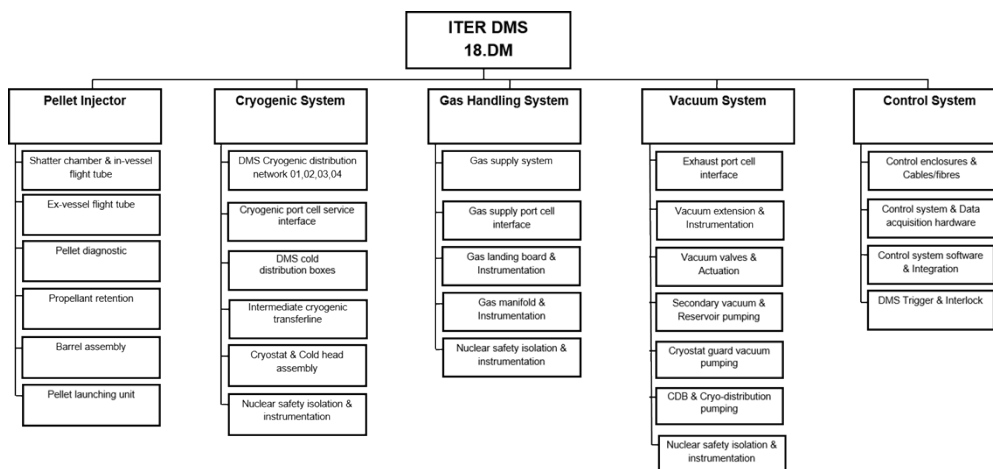 ITER DMS
18.DM
Pellet Injector
Shatter chamber & in-vessel
flight tube
Ex-vessel flight tube
Pellet diagnostic
Propellant retention
Barrel assembly
Pellet launching unit
Cryogenic System
DMS Cryogenic distribution
network 01,02,03,04
Cryogenic port cell service
interface
DMS cold
distribution boxes
Intermediate cryogenic
transferline
Cryostat & Cold head
assembly
Nuclear safety isolation &
instrumentation
Gas Handling System
Gas supply system
Gas supply port cell
interface
Gas landing board &
Instrumentation
Gas manifold &
Instrumentation
Nuclear safety isolation &
instrumentation
Vacuum System
Exhaust port cell
interface
Vacuum extension &
Instrumentation
Vacuum valves &
Actuation
Secondary vacuum &
Reservoir pumping
Cryostat guard vacuum
pumping
CDB & Cryo-distribution
pumping
Nuclear safety isolation &
instrumentation
Control System
Control enclosures &
Cables/fibres
Control system & Data
acquisition hardware
Control system software
& Integration
DMS Trigger & Interlock